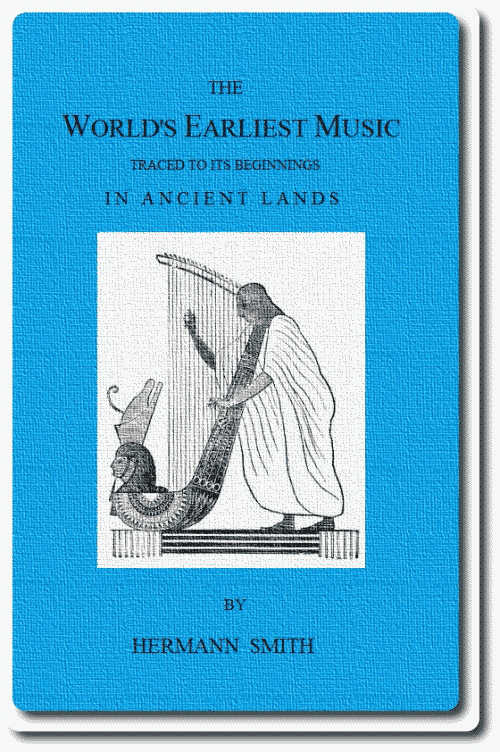 THE
WORLD'S EARLIEST MUSIC
TRACED TO ITS BEGINNINGS
IN ANCIENT LANDS
BY
HERMANN SMITH